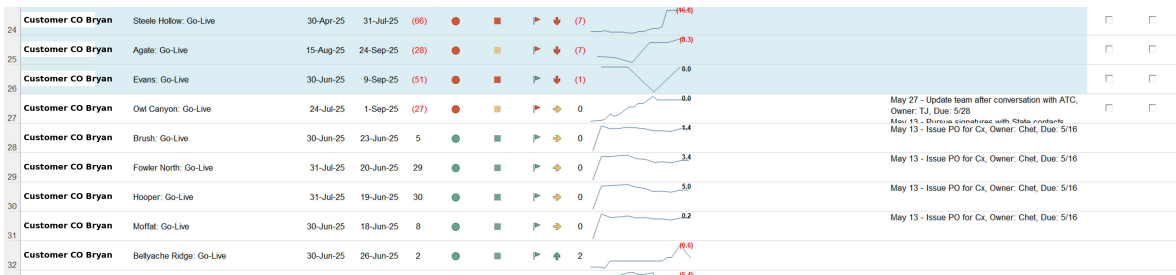 24 Customer CO Bryan Steele Hollow: Go-Live 30-Apr-25 31-Jul-25 (66) (7) (16.6)
25 Customer CO Bryan Agate: Go-Live 15-Aug-25 24-Sep-25 (28) (7) (8.3)
26 Customer CO Bryan Evans: Go-Live 30-Jun-25 9-Sep-25 (51) (1) 0.0
27 Customer CO Bryan Owl Canyon: Go-Live 24-Jul-25 1-Sep-25 (27) 0 0.0 May 27 - Update team after conversation with ATC,
Owner: TJ, Due: 5/28
May 13 - Pursue signatures with State contacts
28 Customer CO Bryan Brush: Go-Live 30-Jun-25 23-Jun-25 5 0 1.4 May 13 - Issue PO for Cx, Owner: Chet, Due: 5/16
29 Customer CO Bryan Fowler North: Go-Live 31-Jul-25 20-Jun-25 29 0 3.4 May 13 - Issue PO for Cx, Owner: Chet, Due: 5/16
30 Customer CO Bryan Hooper: Go-Live 31-Jul-25 19-Jun-25 30 0 5.0 May 13 - Issue PO for Cx, Owner: Chet, Due: 5/16
31 Customer CO Bryan Moffat: Go-Live 30-Jun-25 18-Jun-25 8 0 0.2 May 13 - Issue PO for Cx, Owner: Chet, Due: 5/16
32 Customer CO Bryan Bellyache Ridge: Go-Live 30-Jun-25 26-Jun-25 2 2 (0.6)